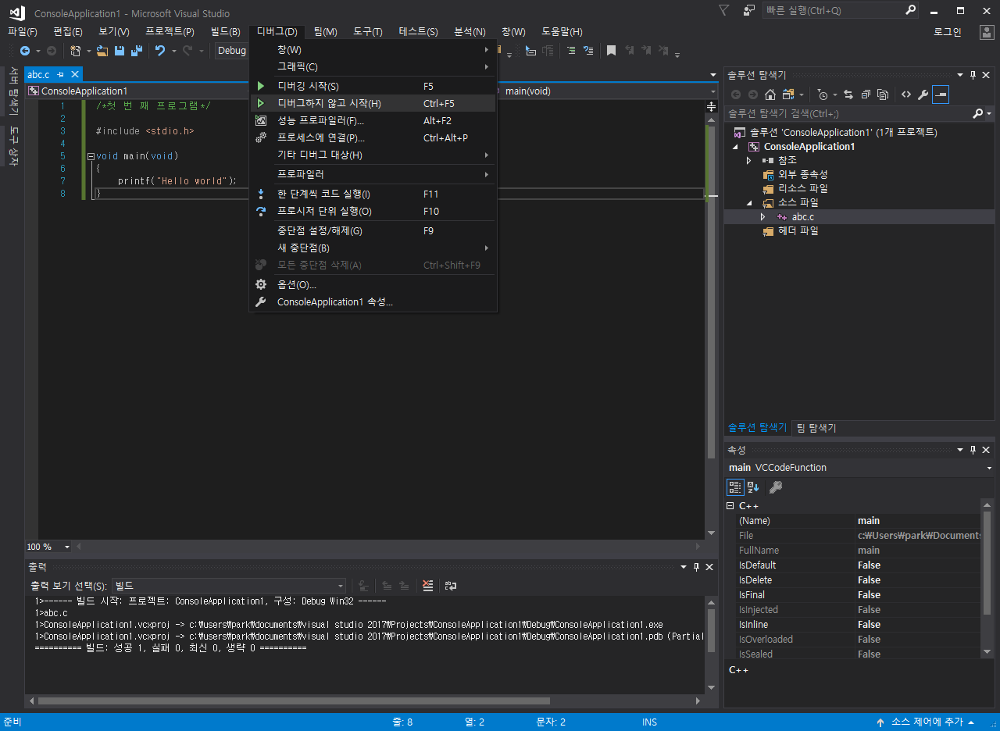 ConsoleApplication1 - Microsoft Visual Studio
빠른 실행(Ctrl+Q)
파일(F) 편집(E) 보기(V) 프로젝트(P) 빌드(B) 디버그(D) 팀(M) 도구(T) 테스트(S) 분석(N) 창(W) 도움말(H)
로그인
Debug
서버 탐색기
도구 상자
abc.c
ConsoleApplication1
main(void)
1 /*첫 번 째 프로그램*/
2
3 #include <stdio.h>
4
5 void main(void)
6 {
7 printf("Hello world");
8 }
창(W)
그래픽(C)
디버깅 시작(S) F5
디버그하지 않고 시작(H) Ctrl+F5
성능 프로파일러(F)... Alt+F2
프로세스에 연결(P)... Ctrl+Alt+P
기타 디버그 대상(H)
프로파일러
한 단계씩 코드 실행(I) F11
프로시저 단위 실행(O) F10
중단점 설정/해제(G) F9
새 중단점(B)
모든 중단점 삭제(A) Ctrl+Shift+F9
옵션(O)...
ConsoleApplication1 속성...
100 %
솔루션 탐색기
솔루션 탐색기 검색(Ctrl+;)
솔루션 'ConsoleApplication1' (1개 프로젝트)
ConsoleApplication1
참조
외부 종속성
리소스 파일
소스 파일
abc.c
헤더 파일
솔루션 탐색기 팀 탐색기
속성
main VCCodeFunction
C++
(Name) main
File c:\Users\park\Documents
FullName main
IsDefault False
IsDelete False
IsFinal False
IsInjected False
IsInline False
IsOverloaded False
IsSealed False
C++
출력
출력 보기 선택(S): 빌드
1>------ 빌드 시작: 프로젝트: ConsoleApplication1, 구성: Debug Win32 ------
1>abc.c
1>ConsoleApplication1.vcxproj -> c:\users\park\documents\visual studio 2017\Projects\ConsoleApplication1\Debug\ConsoleApplication1.exe
1>ConsoleApplication1.vcxproj -> c:\users\park\documents\visual studio 2017\Projects\ConsoleApplication1\Debug\ConsoleApplication1.pdb (Partial
========== 빌드: 성공 1, 실패 0, 최신 0, 생략 0 ==========
준비 줄: 8 열: 2 문자: 2 INS 소스 제어에 추가